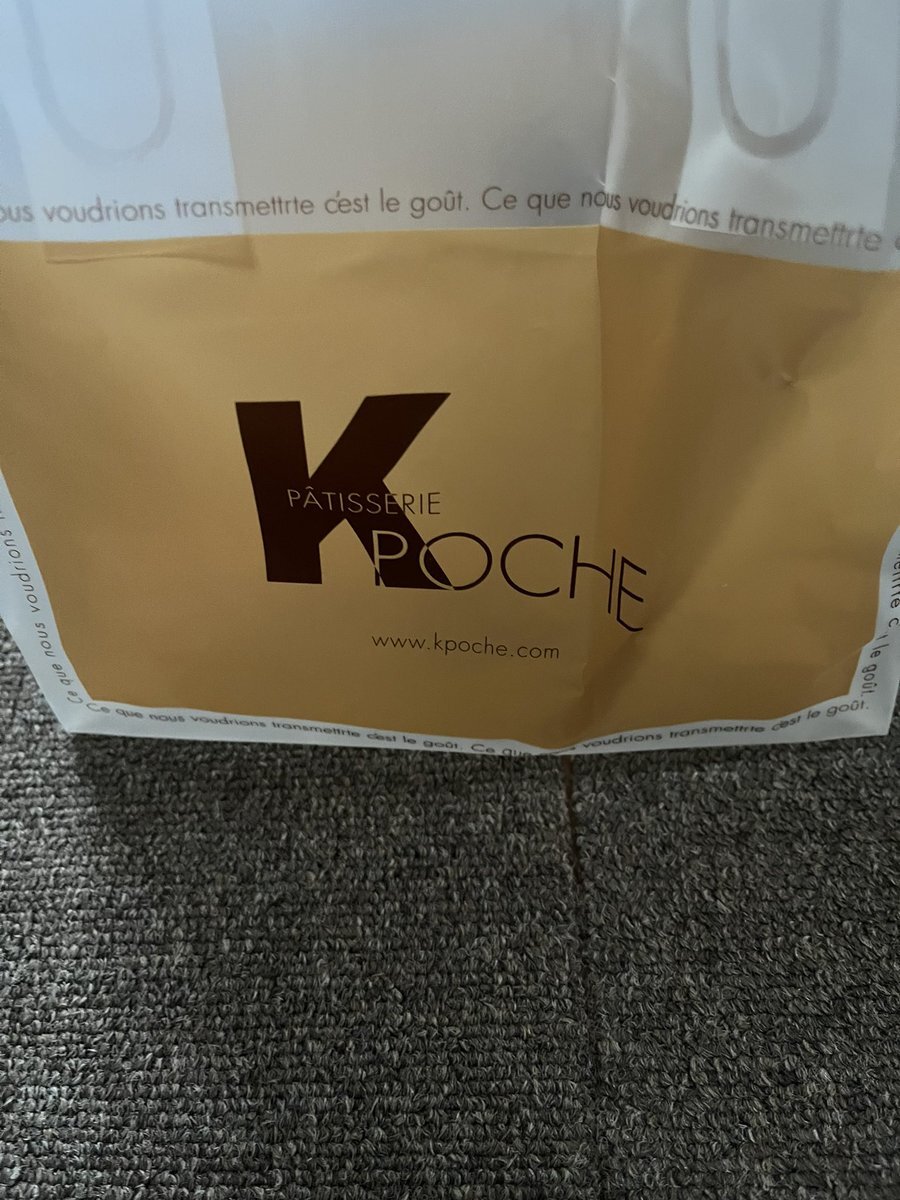 ous voudrions transmettrte c'est le goût. Ce que nous voudrions transmettrte
K
PÂTISSERIE
POCHE
www.kpoche.com
Ce que nous voudrions
le goût.
Ce que nous voudrions transmettrte c'est le goût. Ce que voudrions transmettrte c'est le goût.